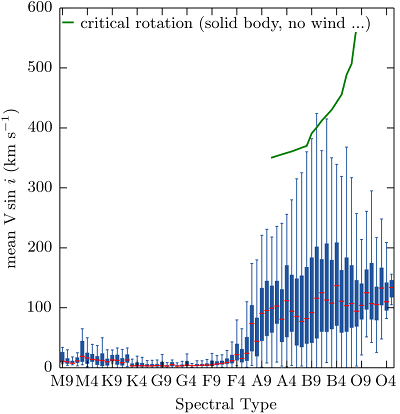 600
critical rotation (solid body, no wind ...)
500
400
300
200
100
0
mean V sin i (km s−1)
M9 M4 K9 K4 G9 G4 F9 F4 A9 A4 B9 B4 O9 O4
Spectral Type